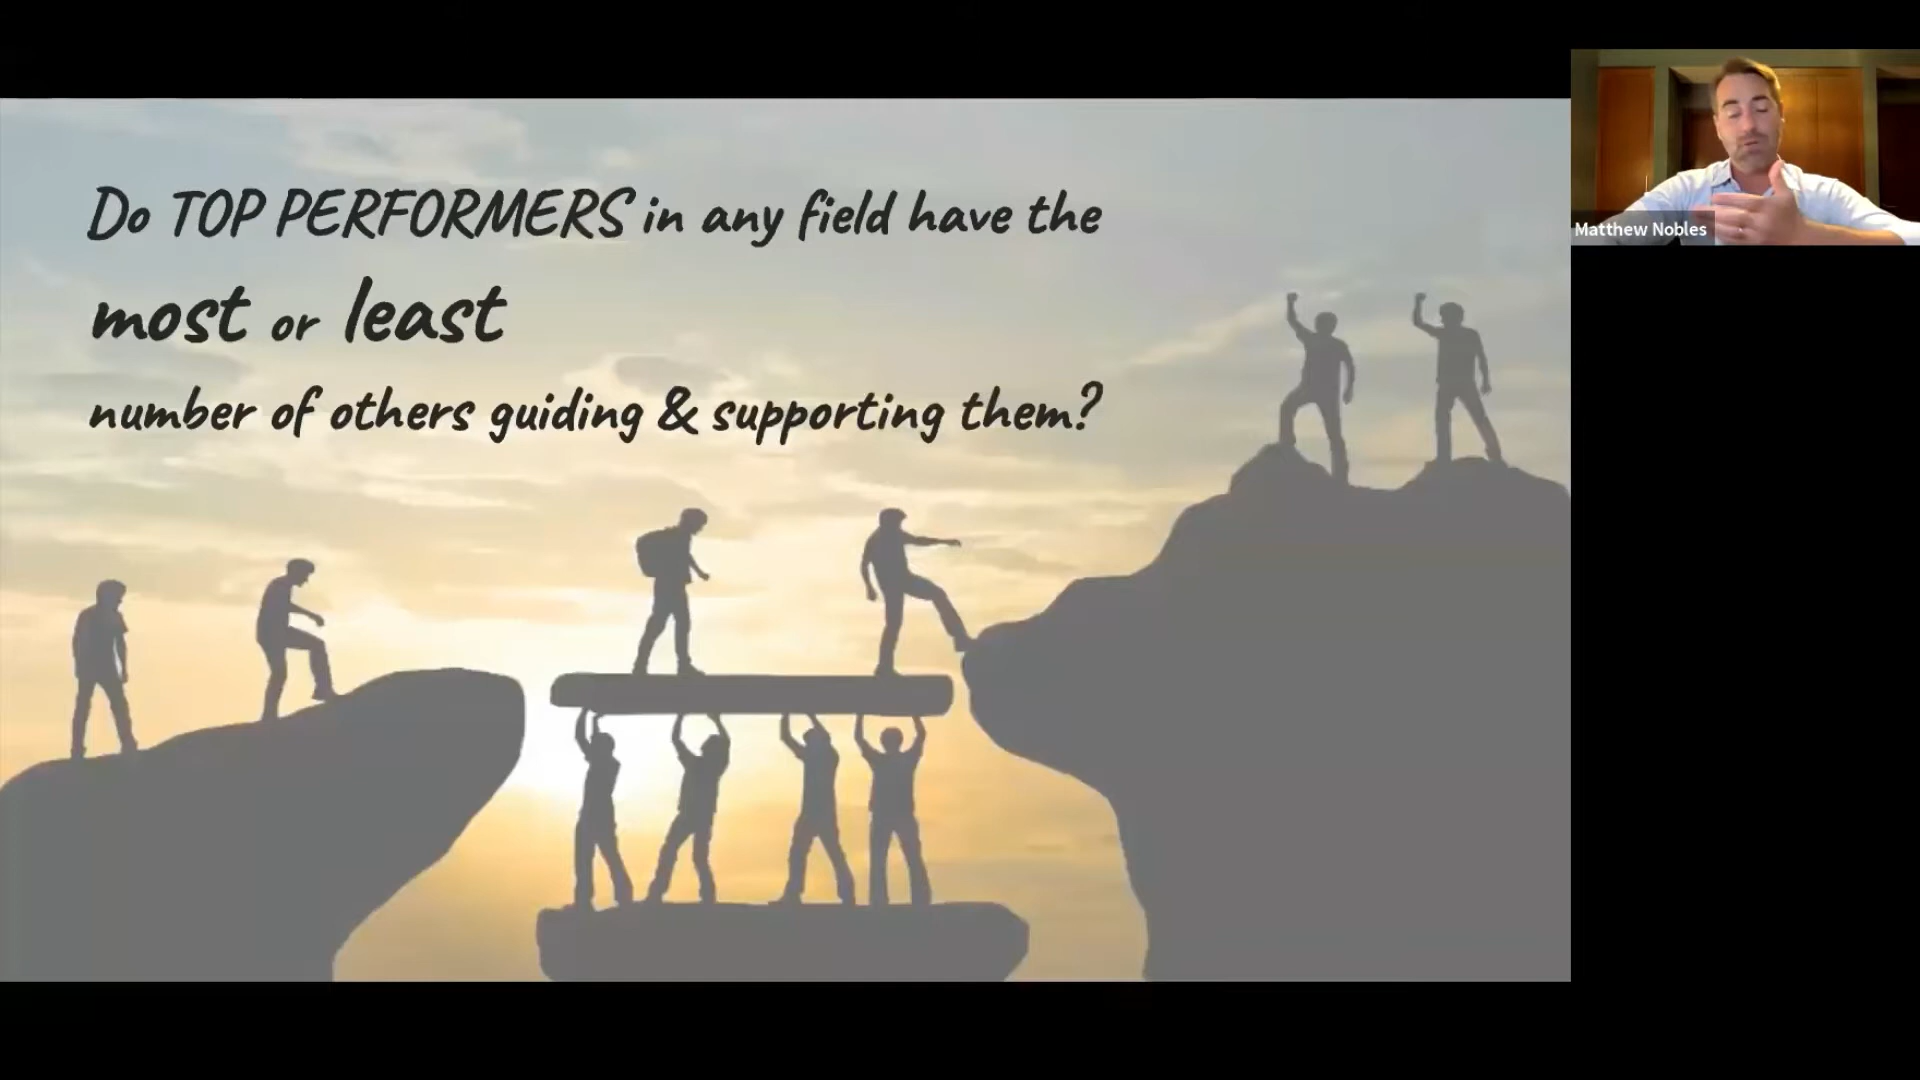 Do TOP PERFORMERS in any field have the
most or least
number of others guiding & supporting them?
Matthew Nobles